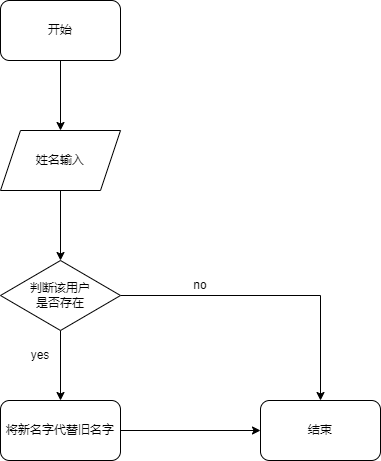 开始
姓名输入
判断该用户
是否存在
no
yes
将新名字代替旧名字
结束